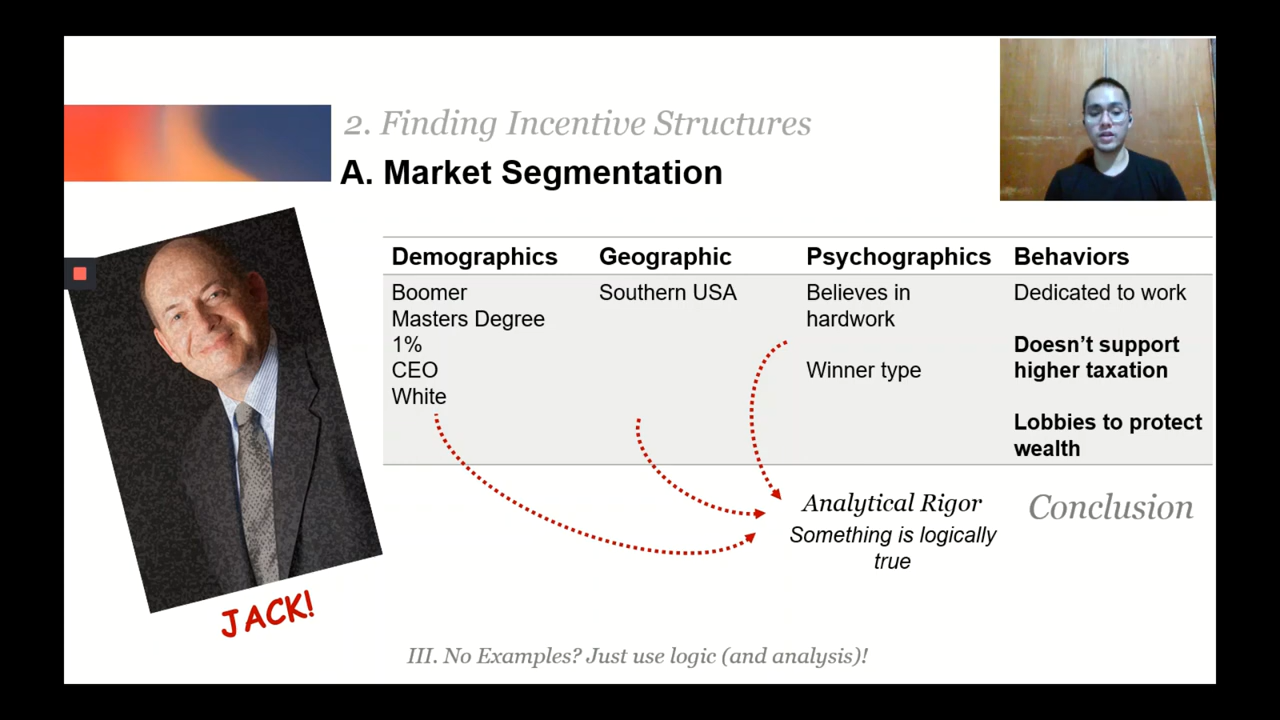 2. Finding Incentive Structures
A. Market Segmentation
Demographics Geographic Psychographics Behaviors
Boomer
Masters Degree
1%
CEO
White
Southern USA
Believes in
hardwork
Winner type
Dedicated to work
Doesn't support
higher taxation
Lobbies to protect
wealth
Analytical Rigor
Something is logically
true
Conclusion
JACK!
III. No Examples? Just use logic (and analysis)!